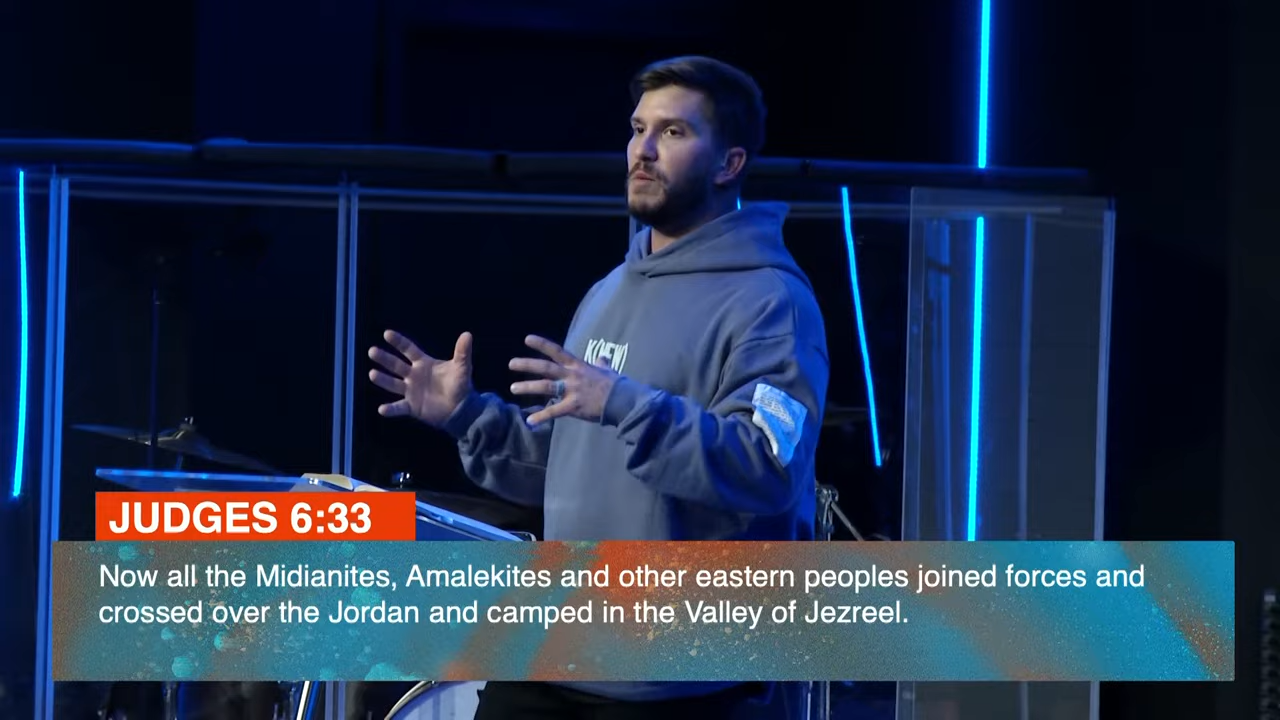 JUDGES 6:33
Now all the Midianites, Amalekites and other eastern peoples joined forces and
crossed over the Jordan and camped in the Valley of Jezreel.